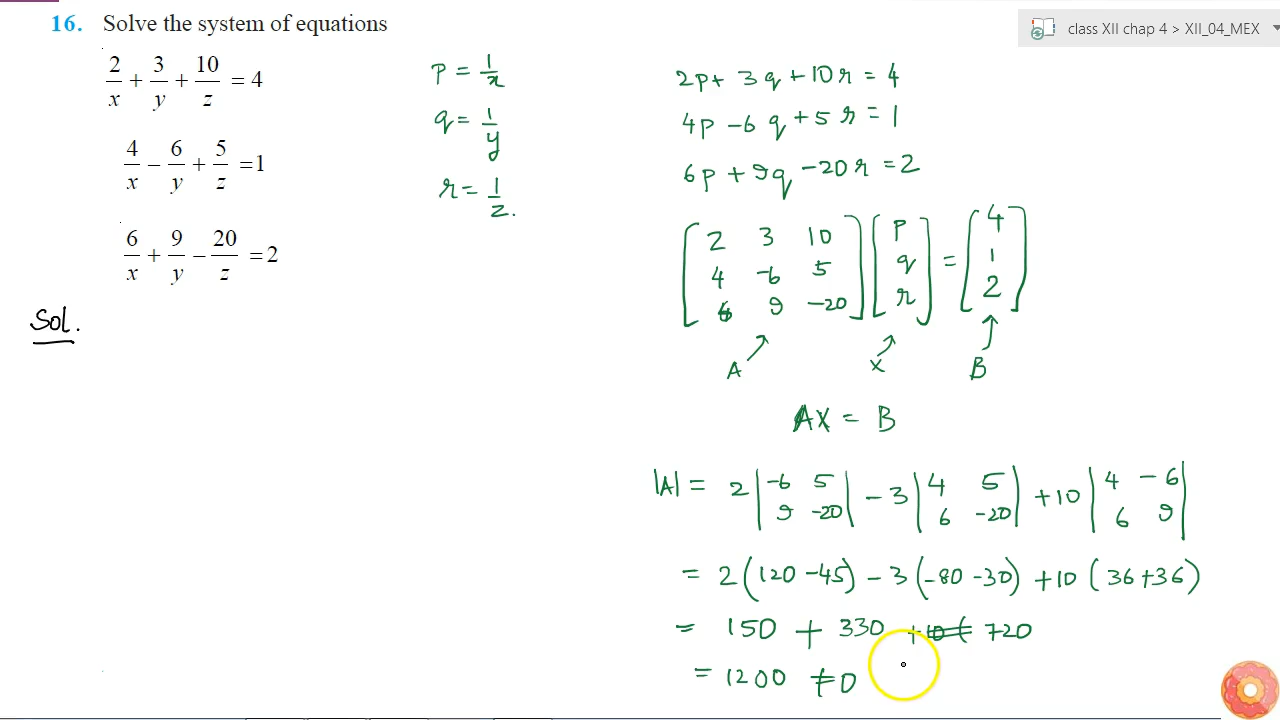 16. Solve the system of equations
class XII chap 4 > XII_04_MEX
2/x + 3/y + 10/z = 4
4/x − 6/y + 5/z = 1
6/x + 9/y − 20/z = 2
Sol.
p = 1/x
q = 1/y
r = 1/z.
2p + 3q + 10r = 4
4p − 6q + 5r = 1
6p + 9q − 20r = 2
[2 3 10] [p] = [4]
[4 -6 5] [q] [1]
[6 9 -20] [r] [2]
A X B
AX = B
|A| = 2 |-6 5| − 3 |4 5| + 10 |4 -6|
|9 -20| |6 -20| |6 9|
= 2 (120 − 45) − 3 (-80 − 30) + 10 (36 + 36)
= 150 + 330 + 720
= 1200 ≠ 0